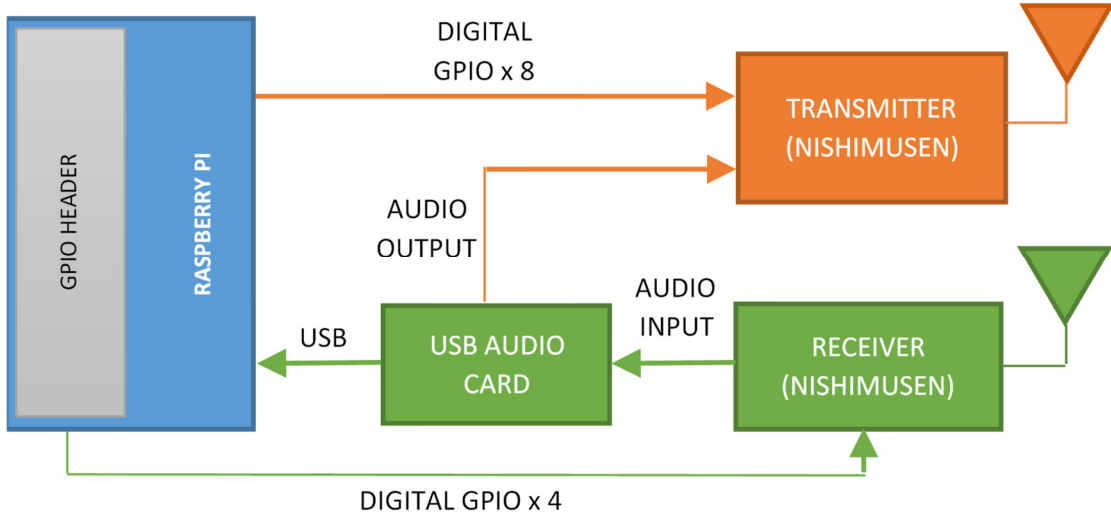 GPIO HEADER
RASPBERRY PI
DIGITAL
GPIO x 8
TRANSMITTER
(NISHIMUSEN)
AUDIO
OUTPUT
USB
USB AUDIO
CARD
AUDIO
INPUT
RECEIVER
(NISHIMUSEN)
DIGITAL GPIO x 4